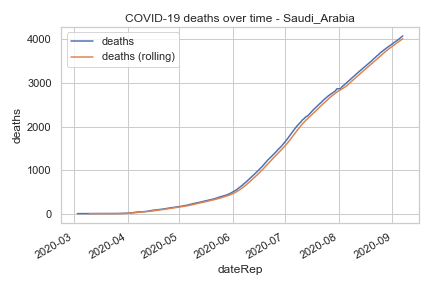 COVID-19 deaths over time - Saudi_Arabia
deaths
deaths (rolling)
4000
3000
2000
1000
0
deaths
2020-03
2020-04
2020-05
2020-06
2020-07
2020-08
2020-09
dateRep